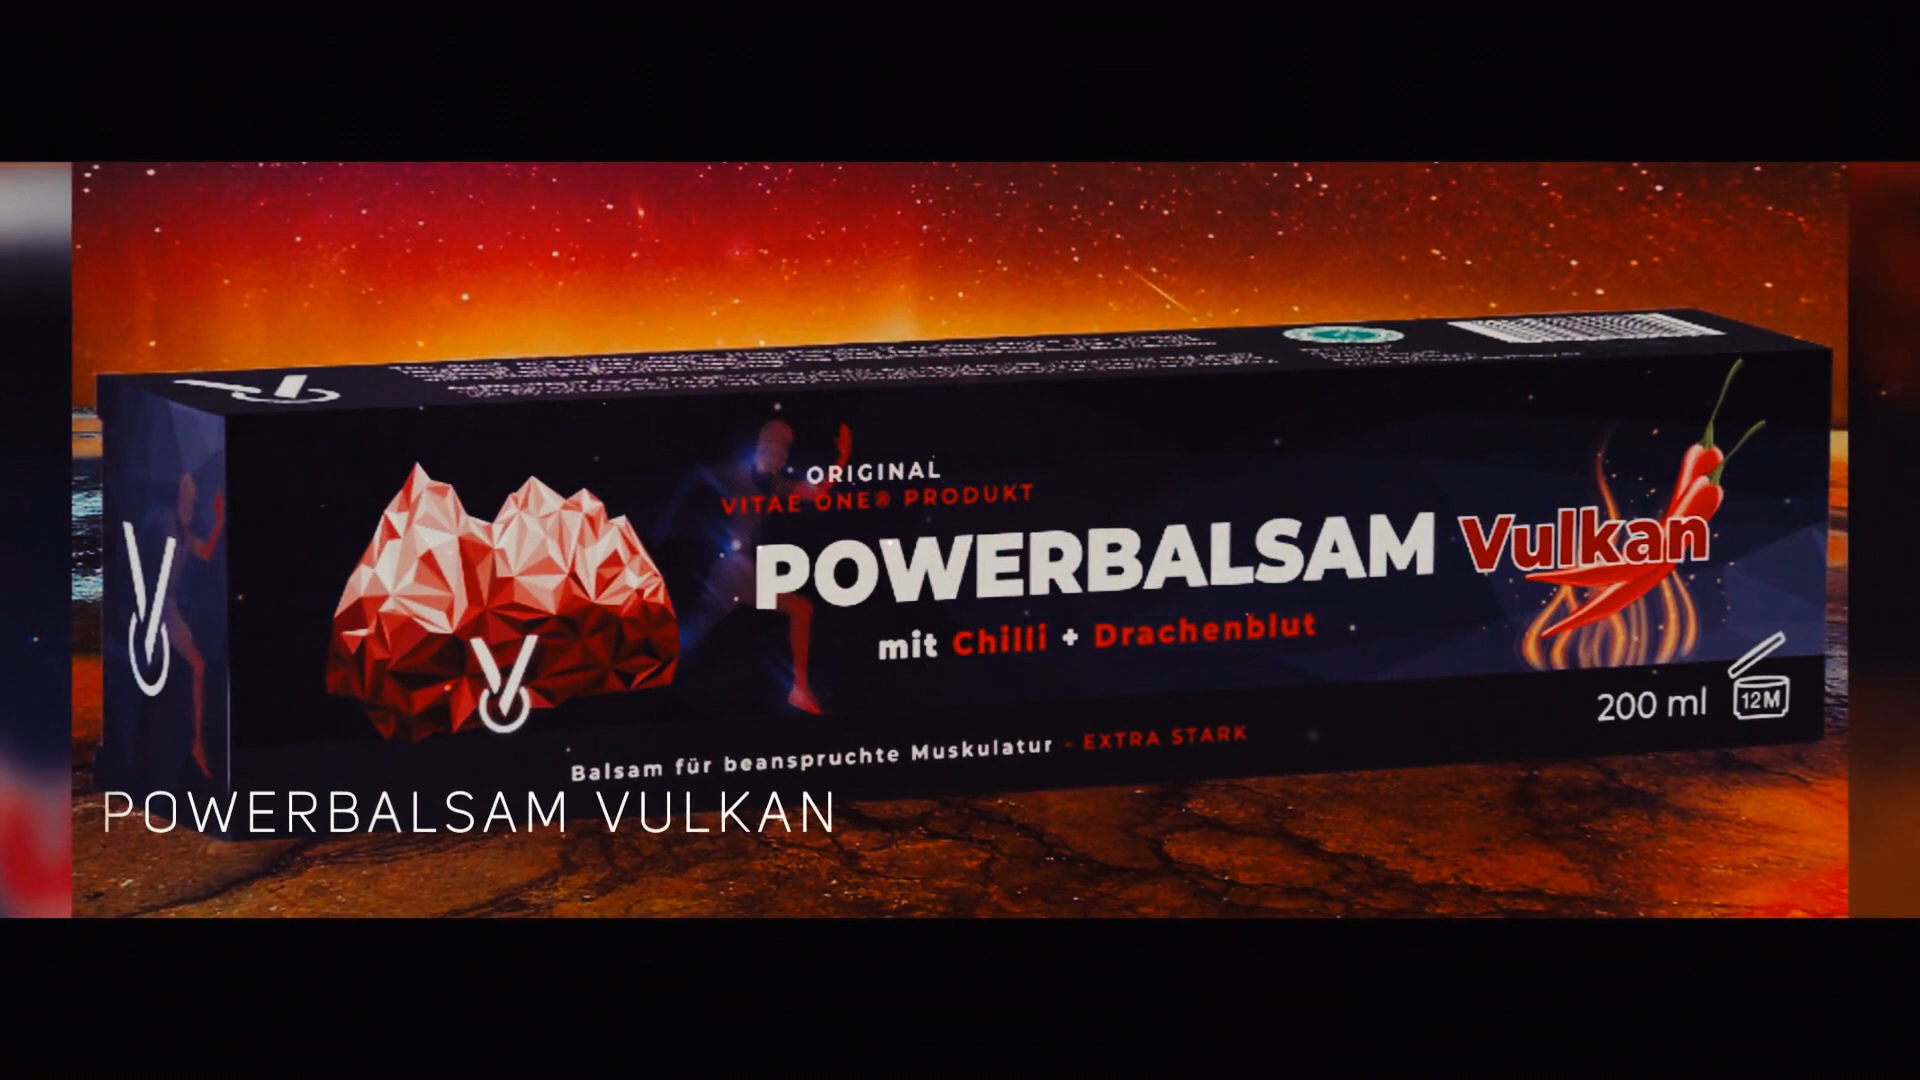 ORIGINAL
VITAE ONE® PRODUKT
POWERBALSAM Vulkan
mit Chilli + Drachenblut
200 ml
12M
Balsam für beanspruchte Muskulatur - EXTRA STARK
POWERBALSAM VULKAN